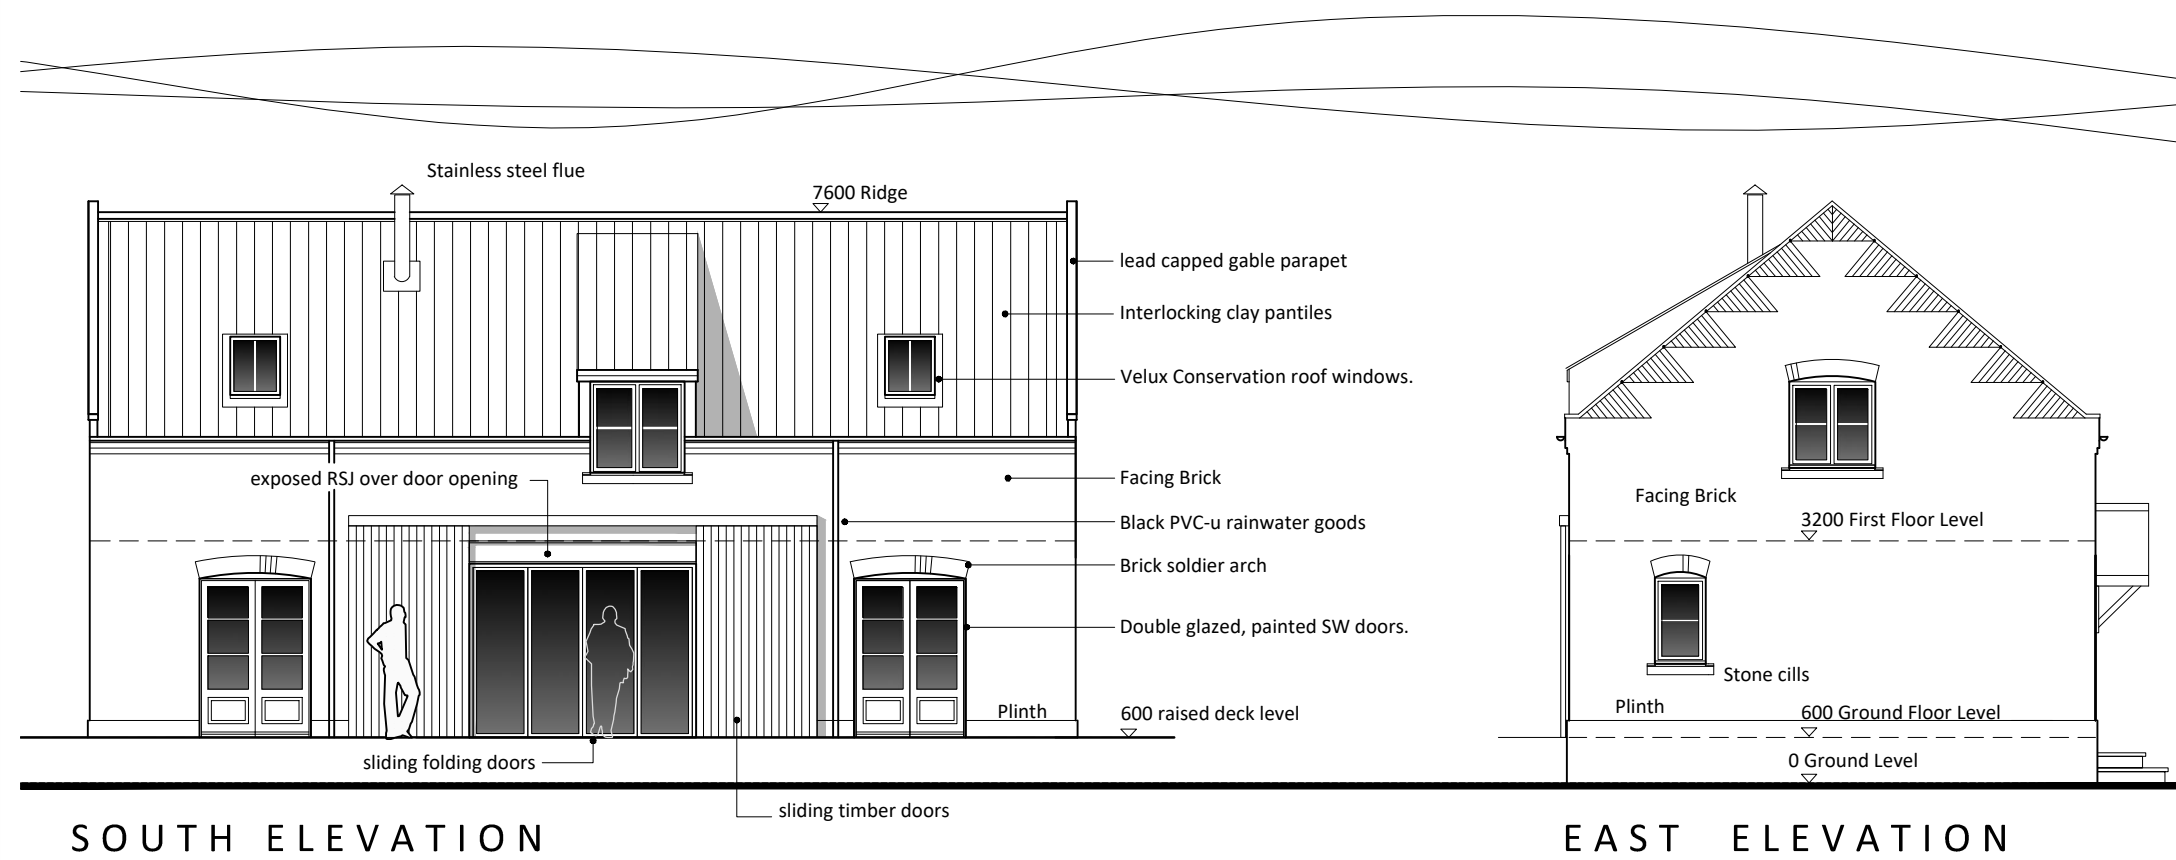 Stainless steel flue
7600 Ridge
lead capped gable parapet
Interlocking clay pantiles
Velux Conservation roof windows.
exposed RSJ over door opening
Facing Brick
Black PVC-u rainwater goods
Brick soldier arch
Double glazed, painted SW doors.
Plinth
600 raised deck level
sliding folding doors
sliding timber doors
SOUTH ELEVATION
Facing Brick
3200 First Floor Level
Stone cills
Plinth
600 Ground Floor Level
0 Ground Level
EAST ELEVATION